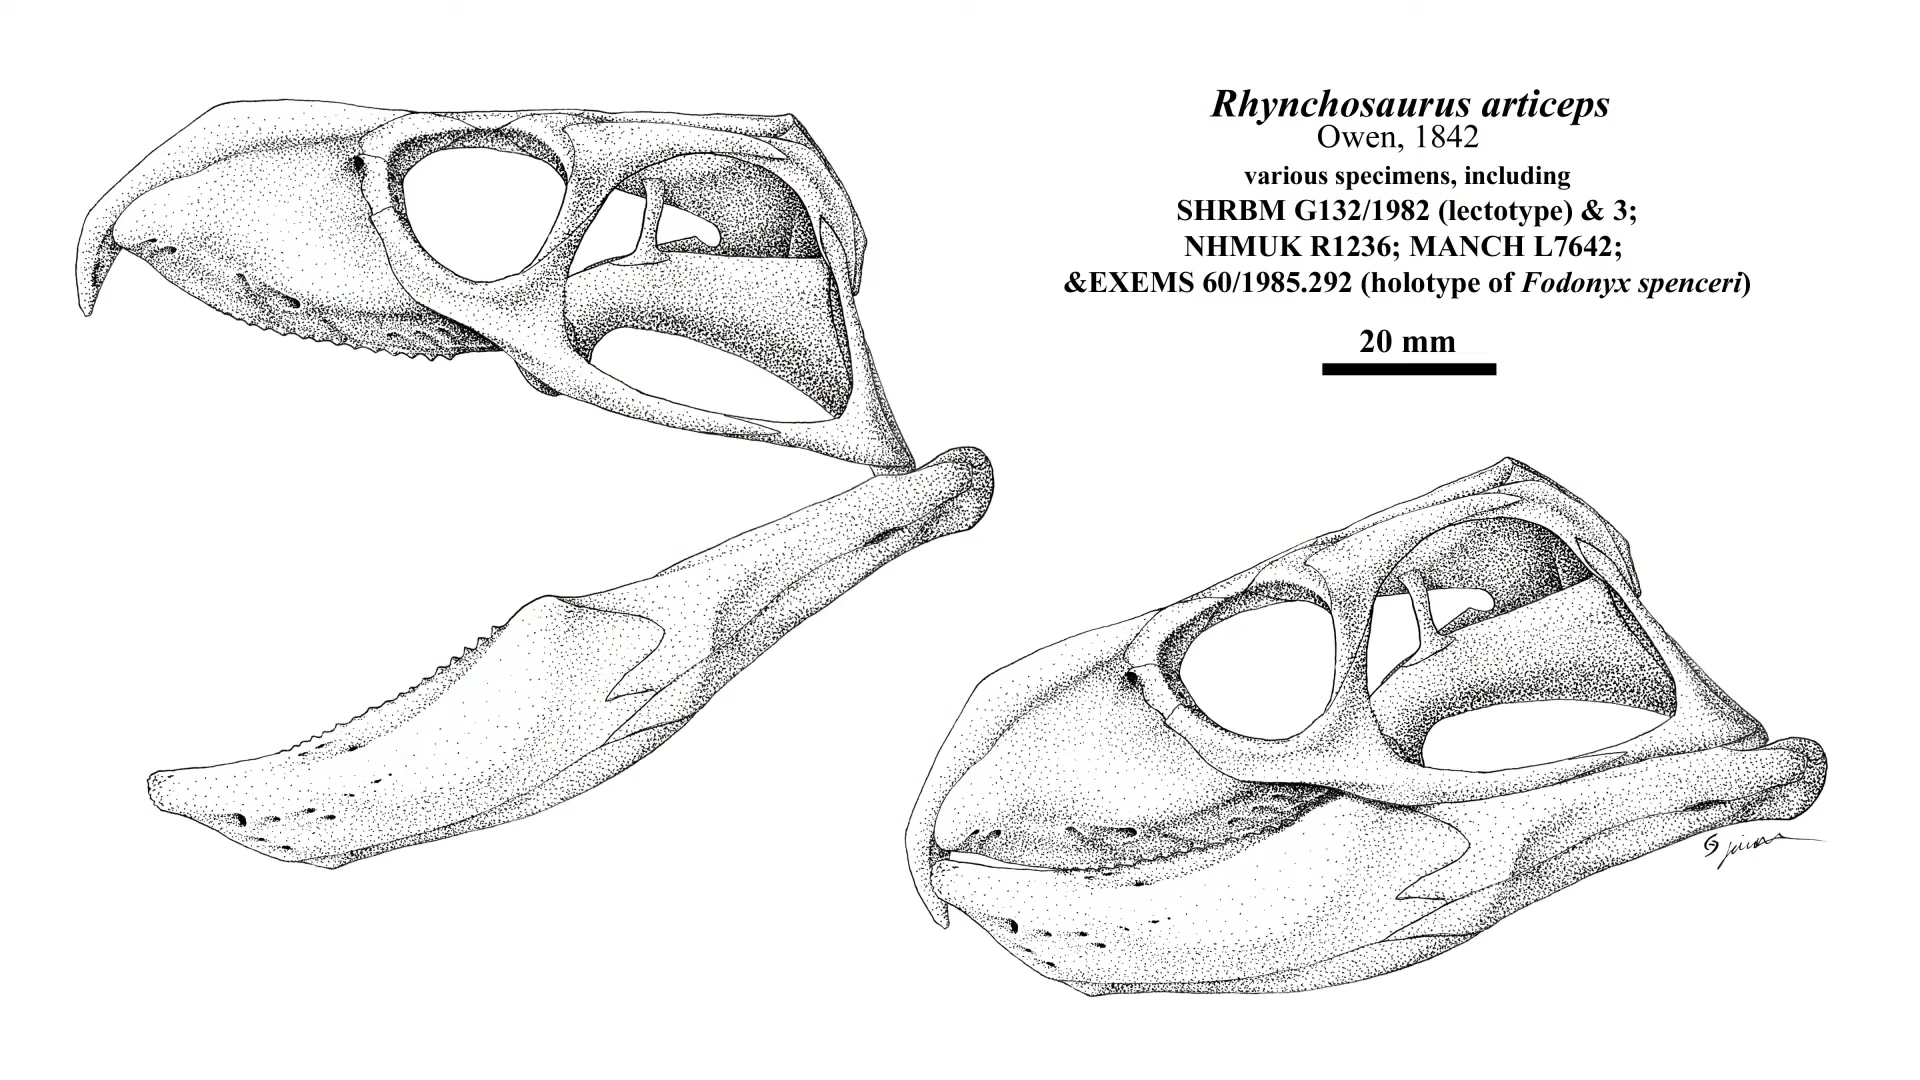 Rhynchosaurus articeps
Owen, 1842
various specimens, including
SHRBM G132/1982 (lectotype) & 3;
NHMUK R1236; MANCH L7642;
&EXEMS 60/1985.292 (holotype of Fodonyx spenceri)
20 mm